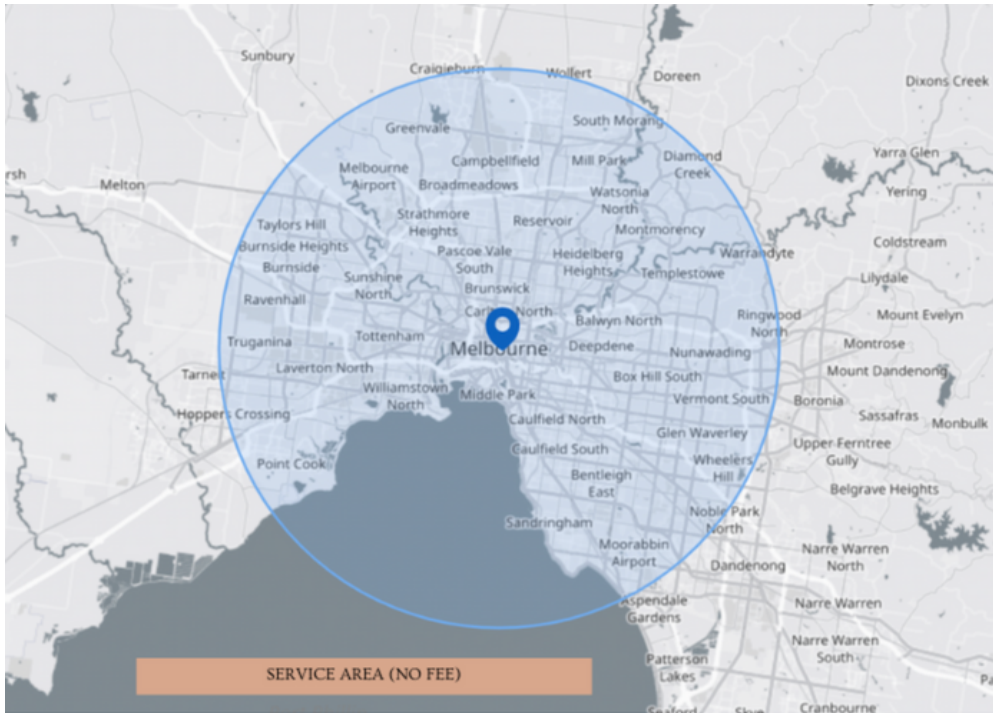 Sunbury
Craigieburn
Wolfert
Doreen
Dixons Creek
Greenvale
South Morang
Yarra Glen
Melbourne
Airport
Campbellfield
Mill Park
Diamond
Creek
rsh
Melton
Broadmeadows
Watsonia
North
Yering
Taylors Hill
Strathmore
Heights
Reservoir
Montmorency
Burnside Heights
Pascoe Vale
South
Heidelberg
Heights
Warrandyte
Coldstream
Burnside
Sunshine
North
Templestowe
Lilydale
Ravenhall
Brunswick
Carlton North
Balwyn North
Ringwood
North
Mount Evelyn
Truganina
Tottenham
Melbourne
Deepdene
Nunawading
Montrose
Tarneit
Laverton North
Box Hill South
Mount Dandenong
Williamstown
North
Middle Park
Vermont South
Boronia
Hoppers Crossing
Caulfield North
Sassafras
Monbulk
Glen Waverley
Caulfield South
Upper Ferntree
Gully
Point Cook
Wheelers
Hill
Bentleigh
East
Belgrave Heights
Sandringham
Noble Park
North
Moorabbin
Airport
Narre Warren
North
Dandenong
Aspendale
Gardens
Narre Warren
Narre Warren
South
Patterson
Lakes
SERVICE AREA (NO FEE)
Pa
Seaford
Skye
Cranbourne